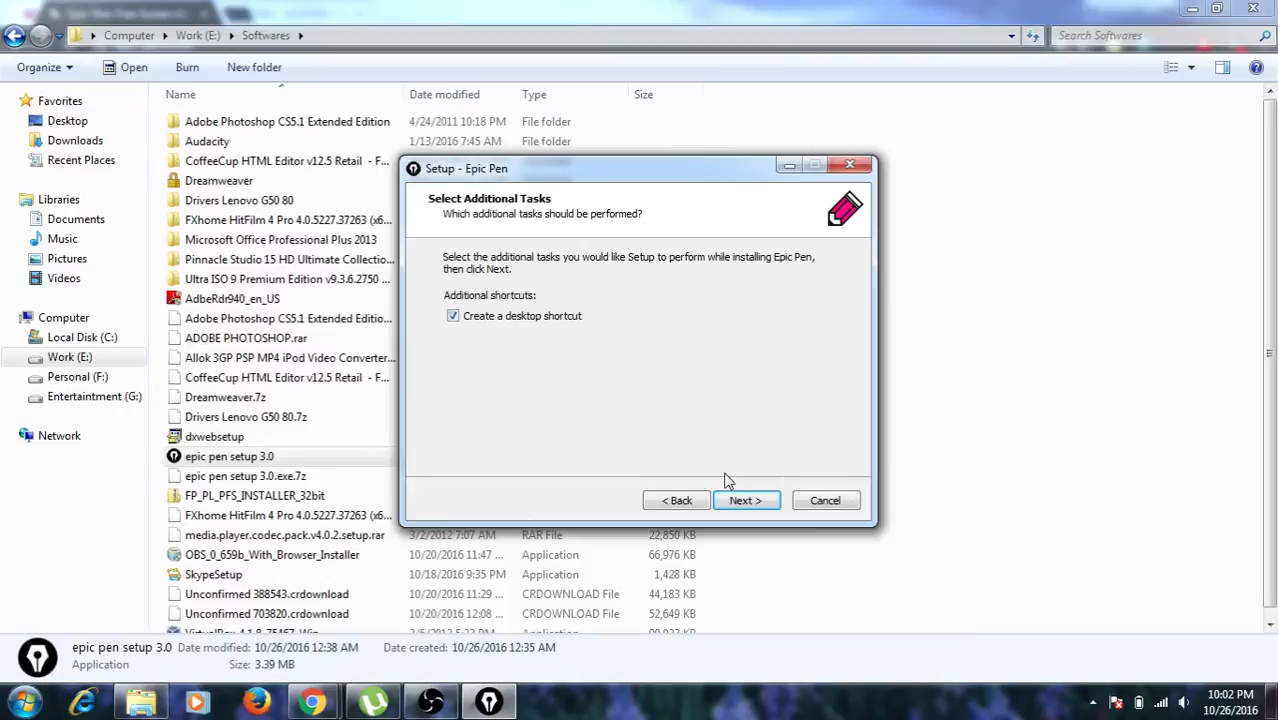 Computer
Work (E:)
Softwares
Search Softwares
Organize
Open
Burn
New folder
Name
Date modified
Type
Size
Favorites
Desktop
Downloads
Recent Places
Libraries
Documents
Music
Pictures
Videos
Computer
Local Disk (C:)
Work (E:)
Personal (F:)
Entertaintment (G:)
Network
Adobe Photoshop CS5.1 Extended Edition 4/24/2011 10:18 PM File folder
Audacity 1/13/2016 7:45 AM File folder
CoffeeCup HTML Editor v12.5 Retail - F...
Dreamweaver
Drivers Lenovo G50 80
FXhome HitFilm 4 Pro 4.0.5227.37263 (x6...
Microsoft Office Professional Plus 2013
Pinnacle Studio 15 HD Ultimate Collectio...
Ultra ISO 9 Premium Edition v9.3.6.2750 ...
AdbeRdr940_en_US
Adobe Photoshop CS5.1 Extended Editio...
ADOBE PHOTOSHOP.rar
Allok 3GP PSP MP4 iPod Video Converter...
CoffeeCup HTML Editor v12.5 Retail - F...
Dreamweaver.7z
Drivers Lenovo G50 80.7z
dxwebsetup
epic pen setup 3.0
epic pen setup 3.0.exe.7z
FP_PL_PFS_INSTALLER_32bit
FXhome HitFilm 4 Pro 4.0.5227.37263 (x6...
media.player.codec.pack.v4.0.2.setup.rar 3/2/2012 7:07 AM RAR File 22,850 KB
OBS_0_659b_With_Browser_Installer 10/20/2016 11:47 ... Application 66,976 KB
SkypeSetup 10/18/2016 9:35 PM Application 1,428 KB
Unconfirmed 388543.crdownload 10/20/2016 11:29 ... CRDOWNLOAD File 44,183 KB
Unconfirmed 703820.crdownload 10/20/2016 12:08 ... CRDOWNLOAD File 52,649 KB
Setup - Epic Pen
Select Additional Tasks
Which additional tasks should be performed?
Select the additional tasks you would like Setup to perform while installing Epic Pen,
then click Next.
Additional shortcuts:
Create a desktop shortcut
< Back
Next >
Cancel
epic pen setup 3.0 Date modified: 10/26/2016 12:38 AM Date created: 10/26/2016 12:35 AM
Application Size: 3.39 MB
10:02 PM
10/26/2016